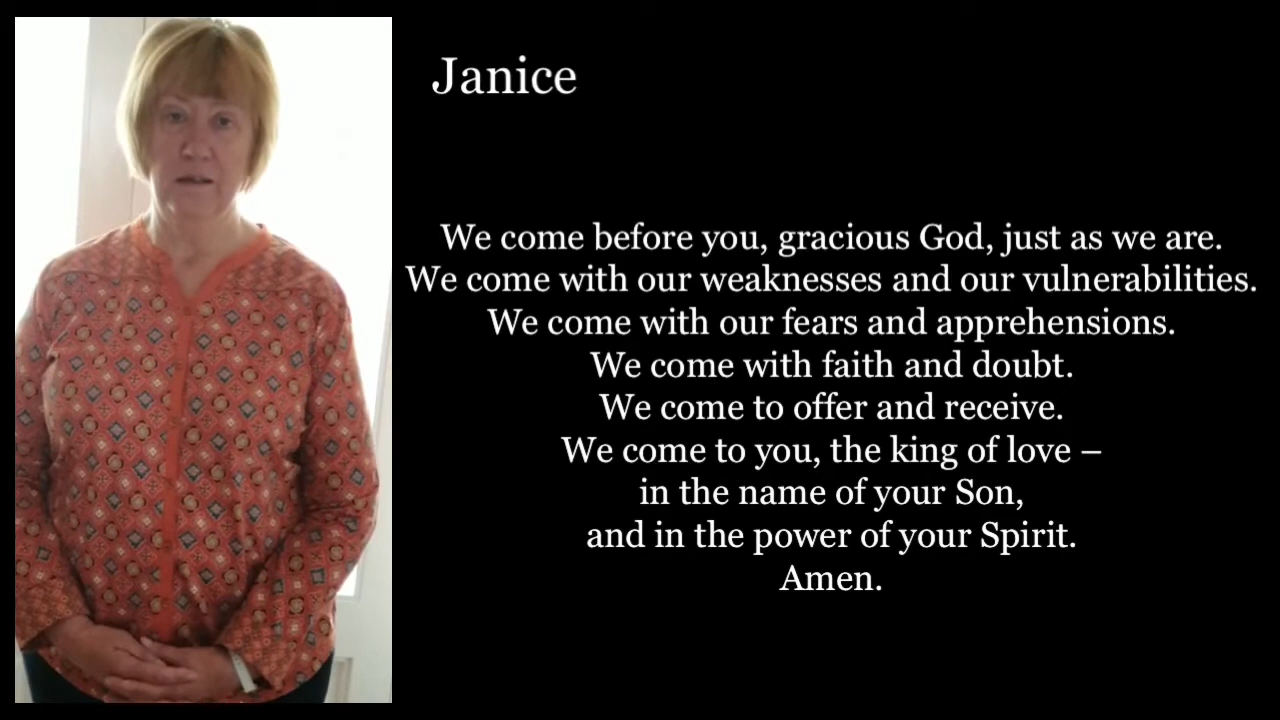 Janice
We come before you, gracious God, just as we are.
We come with our weaknesses and our vulnerabilities.
We come with our fears and apprehensions.
We come with faith and doubt.
We come to offer and receive.
We come to you, the king of love –
in the name of your Son,
and in the power of your Spirit.
Amen.